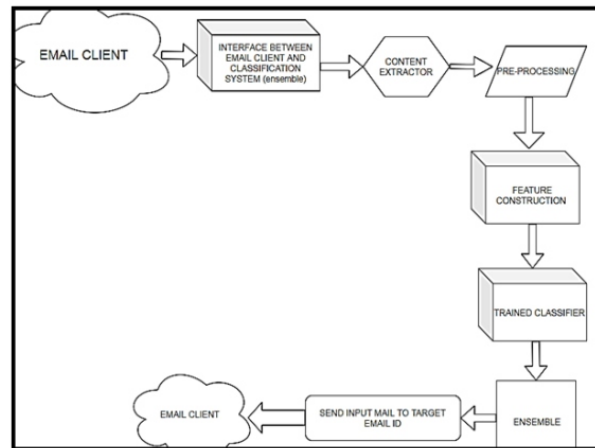 EMAIL CLIENT
INTERFACE BETWEEN
EMAIL CLIENT AND
CLASSIFICATION
SYSTEM (ensemble)
CONTENT
EXTRACTOR
PRE-PROCESSING
FEATURE
CONSTRUCTION
TRAINED CLASSIFIER
ENSEMBLE
SEND INPUT MAIL TO TARGET
EMAIL ID
EMAIL CLIENT